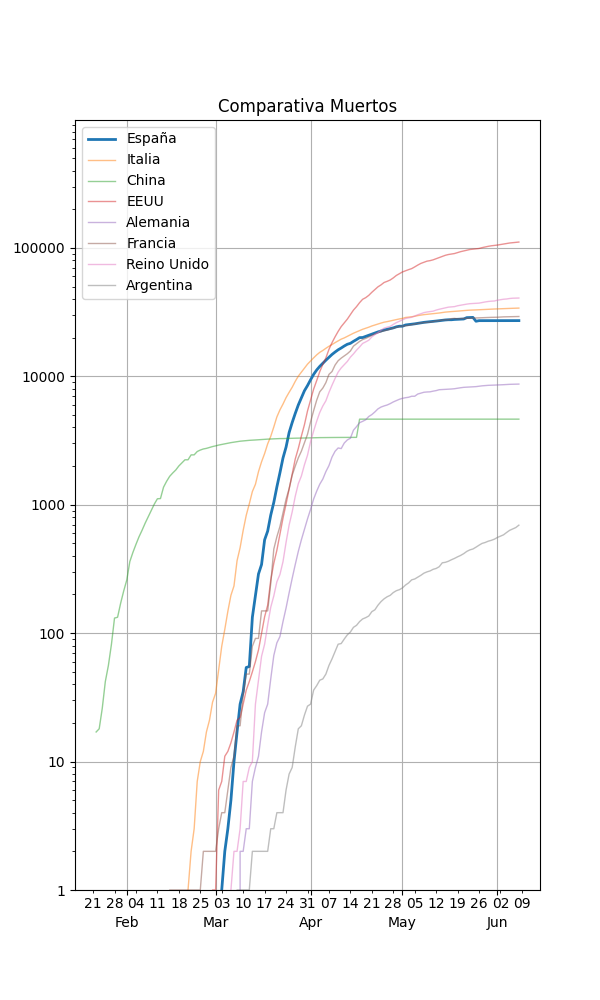 Comparativa Muertos
España
Italia
China
EEUU
Alemania
Francia
Reino Unido
Argentina
100000
10000
1000
100
10
1
21 28 04 11 18 25 03 10 17 24 31 07 14 21 28 05 12 19 26 02 09
Feb Mar Apr May Jun